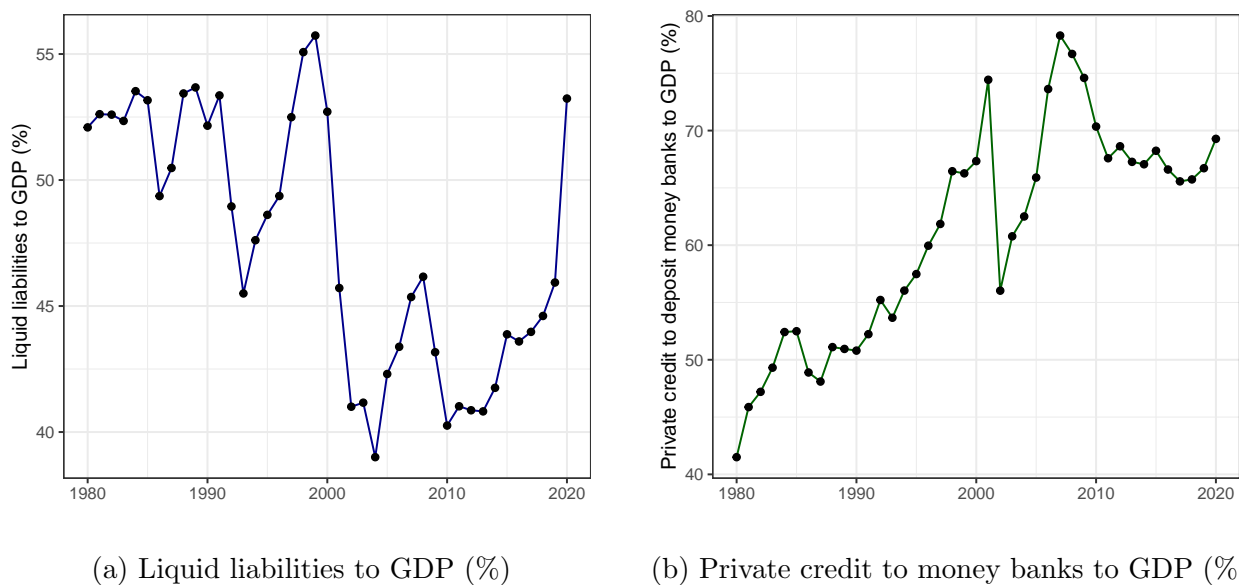 Liquid liabilities to GDP (%)
55
50
45
40
1980 1990 2000 2010 2020
(a) Liquid liabilities to GDP (%)
Private credit to deposit money banks to GDP (%)
80
70
60
50
40
1980 1990 2000 2010 2020
(b) Private credit to money banks to GDP (%